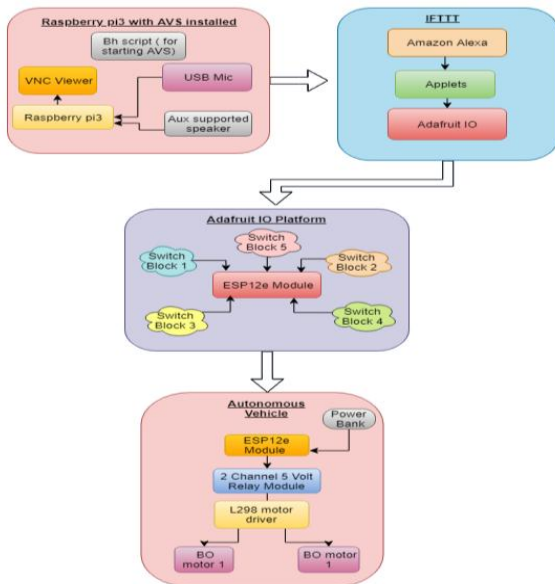 Raspberry pi3 with AVS installed
Bh script ( for
starting AVS)
VNC Viewer
USB Mic
Raspberry pi3
Aux supported
speaker
IFTTT
Amazon Alexa
Applets
Adafruit IO
Adafruit IO Platform
Switch
Block 1
Switch
Block 5
Switch
Block 2
ESP12e Module
Switch
Block 3
Switch
Block 4
Autonomous
Vehicle
Power
Bank
ESP12e
Module
2 Channel 5 Volt
Relay Module
L298 motor
driver
BO
motor 1
BO motor
1